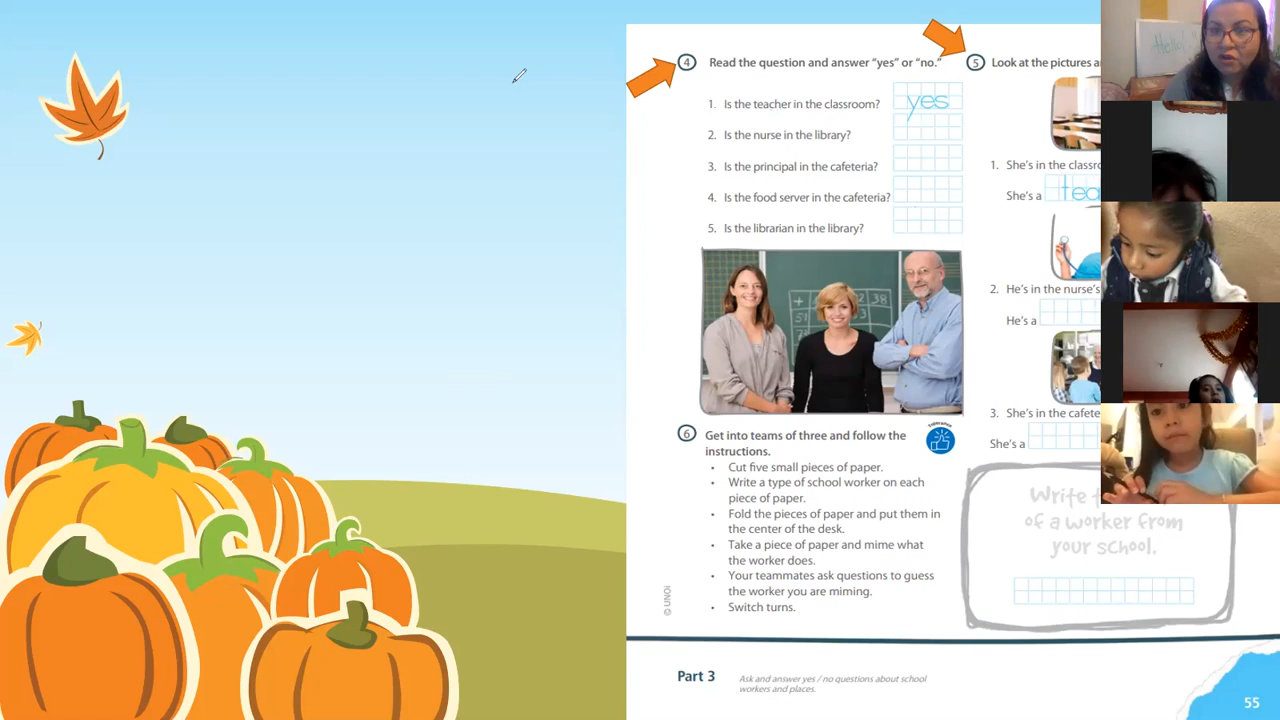 4 Read the question and answer “yes” or “no.”
1. Is the teacher in the classroom? yes
2. Is the nurse in the library?
3. Is the principal in the cafeteria?
4. Is the food server in the cafeteria?
5. Is the librarian in the library?
6 Get into teams of three and follow the
instructions.
• Cut five small pieces of paper.
• Write a type of school worker on each
piece of paper.
• Fold the pieces of paper and put them in
the center of the desk.
• Take a piece of paper and mime what
the worker does.
• Your teammates ask questions to guess
the worker you are miming.
• Switch turns.
Tolerance
© UNOi
5 Look at the pictures
1. She's in the
She's a
2. He's in the nurse's
He's a
3. She's in the
She's a
Write
of a worker from
your school.
Part 3
Ask and answer yes / no questions about school
workers and places.
55
Hello!